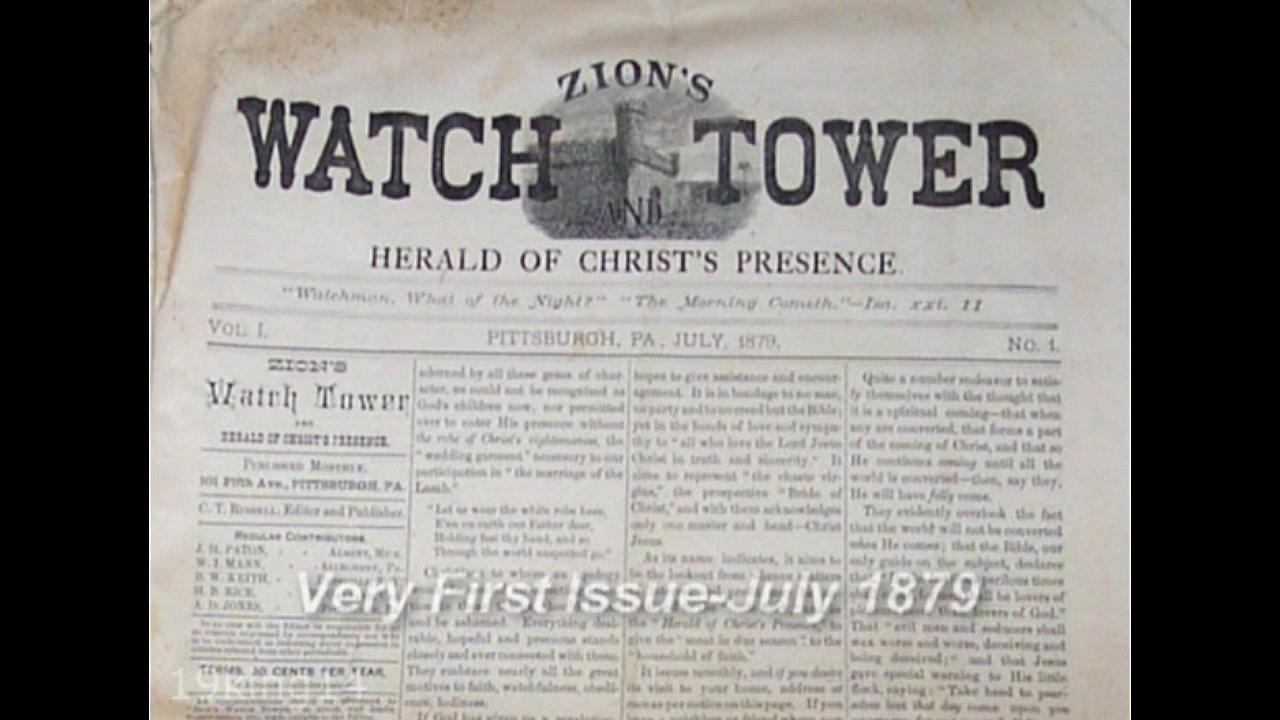 ZION'S
WATCH TOWER
AND
HERALD OF CHRIST'S PRESENCE.
"Watchman, What of the Night?" "The Morning Cometh."—Isa. xxi. 11
VOL. I.
PITTSBURGH, PA., JULY, 1879.
NO. 1.
ZION'S
Watch Tower
AND
HERALD OF CHRIST'S PRESENCE.
PUBLISHED MONTHLY.
101 Fifth Ave., PITTSBURGH, PA.
C. T. RUSSELL, Editor and Publisher.
REGULAR CONTRIBUTORS.
J. H. PATON, - - ALMONT, MICH.
W. I. MANN, - ALLEGHENY, PA.
B. W. KEITH, -
H. B. RICE,
A. D. JONES,
TERMS, 50 CENTS PER YEAR,
adorned by all these gems of char-
acter, we could not be recognized as
God's children now, nor permitted
ever to enter His presence without
the robe of Christ's righteousness, the
"wedding garment" necessary to our
participation in "the marriage of the
Lamb."
"Let us wear the white robe here,
E'en on earth our Father dear,
Holding fast thy hand, and so
Through the world unspotted go."
and be ashamed. Everything desi-
rable, hopeful and precious stands
closely and ever connected with them.
They embrace nearly all the great
motives to faith, watchfulness, obedi-
ence, holiness.
If God has given us a revelation
hopes to give assistance and encour-
agement. It is in bondage to no man,
no party and to no creed but the Bible;
yet in the bonds of love and sympa-
thy to "all who love the Lord Jesus
Christ in truth and sincerity." It
aims to represent "the chaste vir-
gins," the prospective "Bride of
Christ," and with them acknowledges
only one master and head—Christ
Jesus.
As its name indicates, it aims to
be the lookout from
the "Herald of Christ's Presence," to
give the "meat in due season" to the
"household of faith."
It issues monthly, and if you desire
its visit to your home, address at
once as per notice on this page. If you
Quite a number endeavor to satis-
fy themselves with the thought that
it is a spiritual coming—that when
any are converted, that forms a part
of the coming of Christ, and that so
He continues coming until all the
world is converted—then, say they,
He will have fully come.
They evidently overlook the fact
that the world will not be converted
when He comes; that the Bible, our
only guide on the subject, declares
perilous times
shall be lovers of
lovers of God."
That "evil men and seducers shall
wax worse and worse, deceiving and
being deceived;" and that Jesus
gave special warning to His little
flock, saying: "Take heed to your-
selves lest that day come upon you
Very First Issue-July 1879